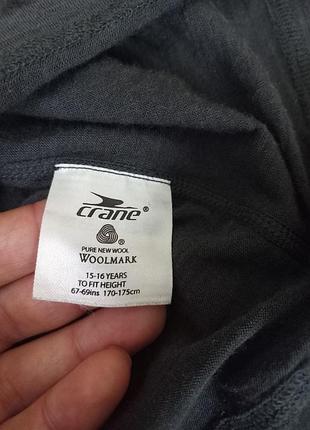 crane®
®
PURE NEW WOOL
WOOLMARK
15-16 YEARS
TO FIT HEIGHT
67-69ins 170-175cm